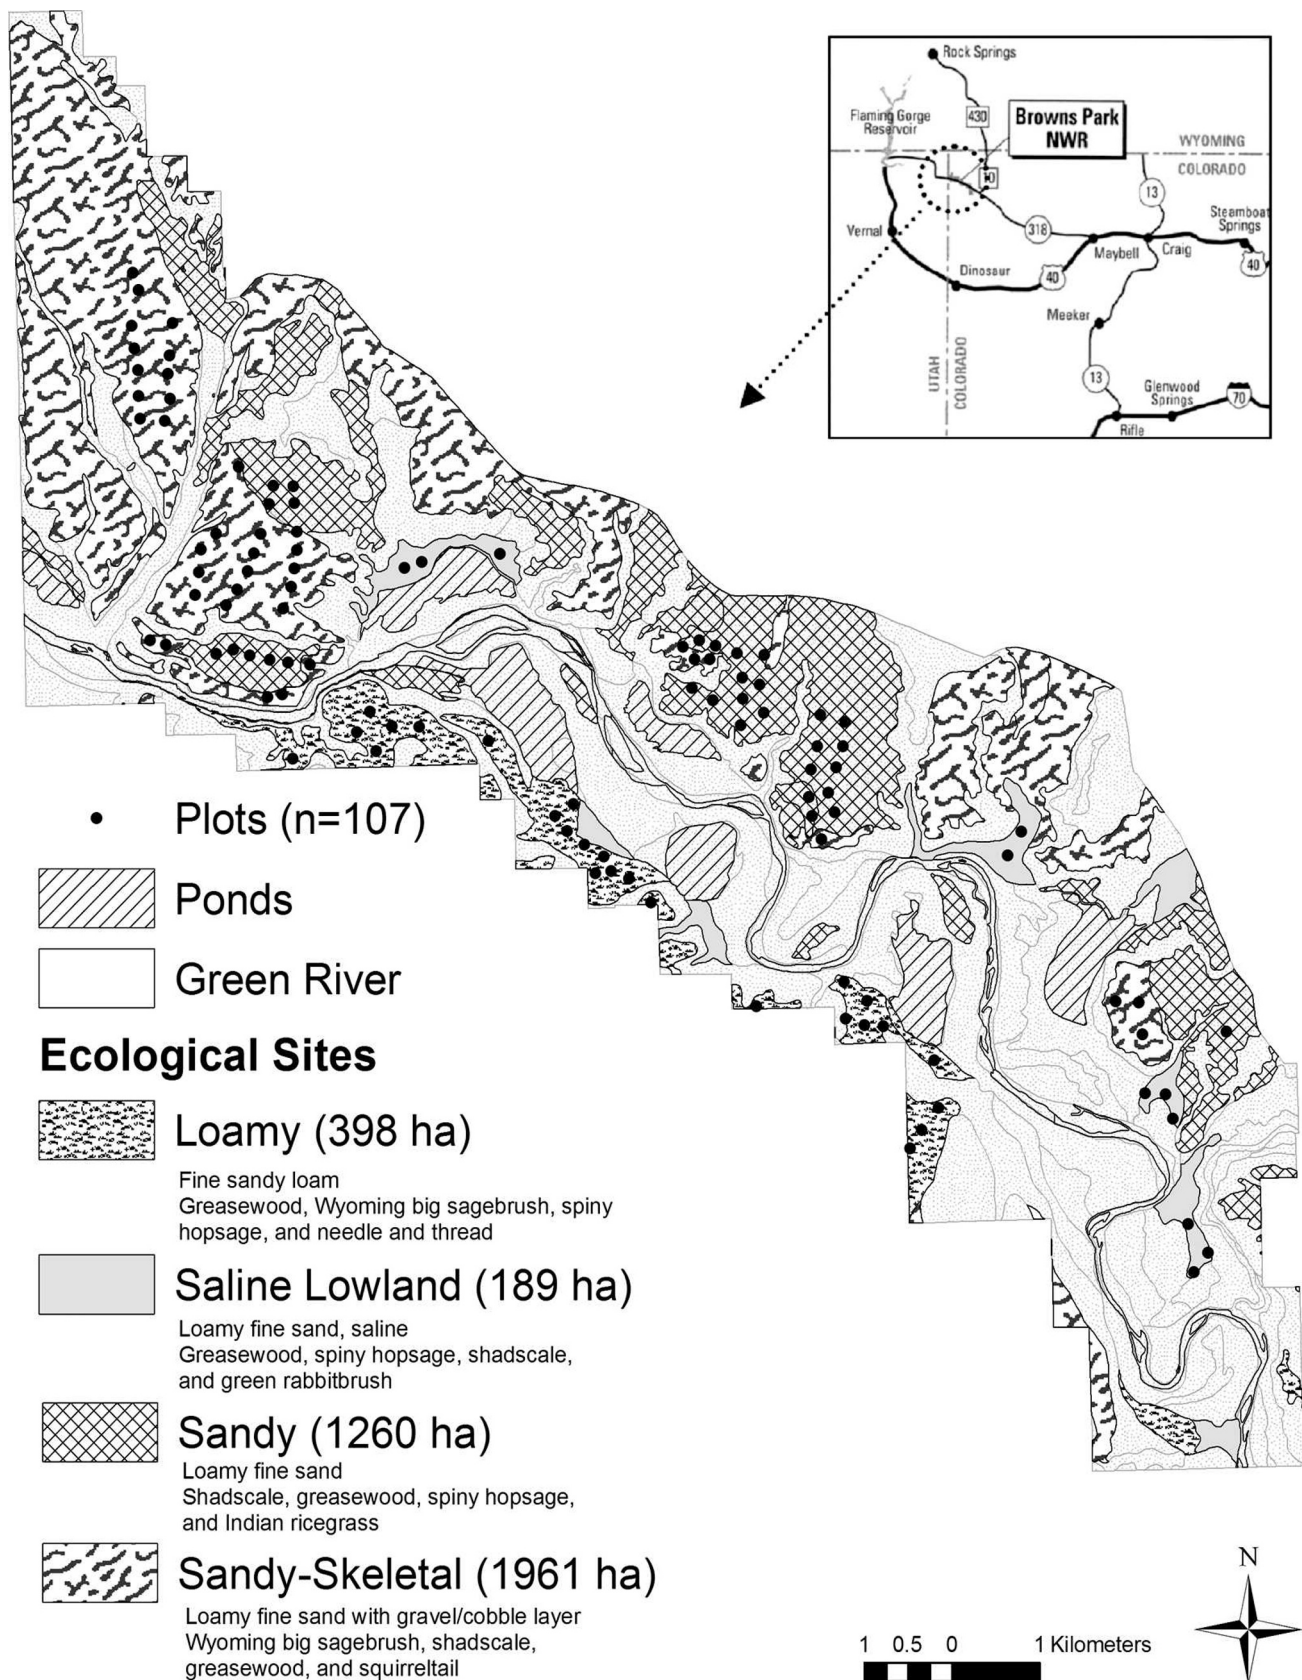 Rock Springs
Flaming Gorge
Reservoir
430
Browns Park
NWR
WYOMING
COLORADO
10
13
Vernal
318
Steamboat
Springs
Maybell
Craig
40
Dinosaur
40
Meeker
UTAH
COLORADO
13
Glenwood
Springs
70
Rifle
Plots (n=107)
Ponds
Green River
Ecological Sites
Loamy (398 ha)
Fine sandy loam
Greasewood, Wyoming big sagebrush, spiny
hopsage, and needle and thread
Saline Lowland (189 ha)
Loamy fine sand, saline
Greasewood, spiny hopsage, shadscale,
and green rabbitbrush
Sandy (1260 ha)
Loamy fine sand
Shadscale, greasewood, spiny hopsage,
and Indian ricegrass
Sandy-Skeletal (1961 ha)
Loamy fine sand with gravel/cobble layer
Wyoming big sagebrush, shadscale,
greasewood, and squirreltail
N
1 0.5 0 1 Kilometers